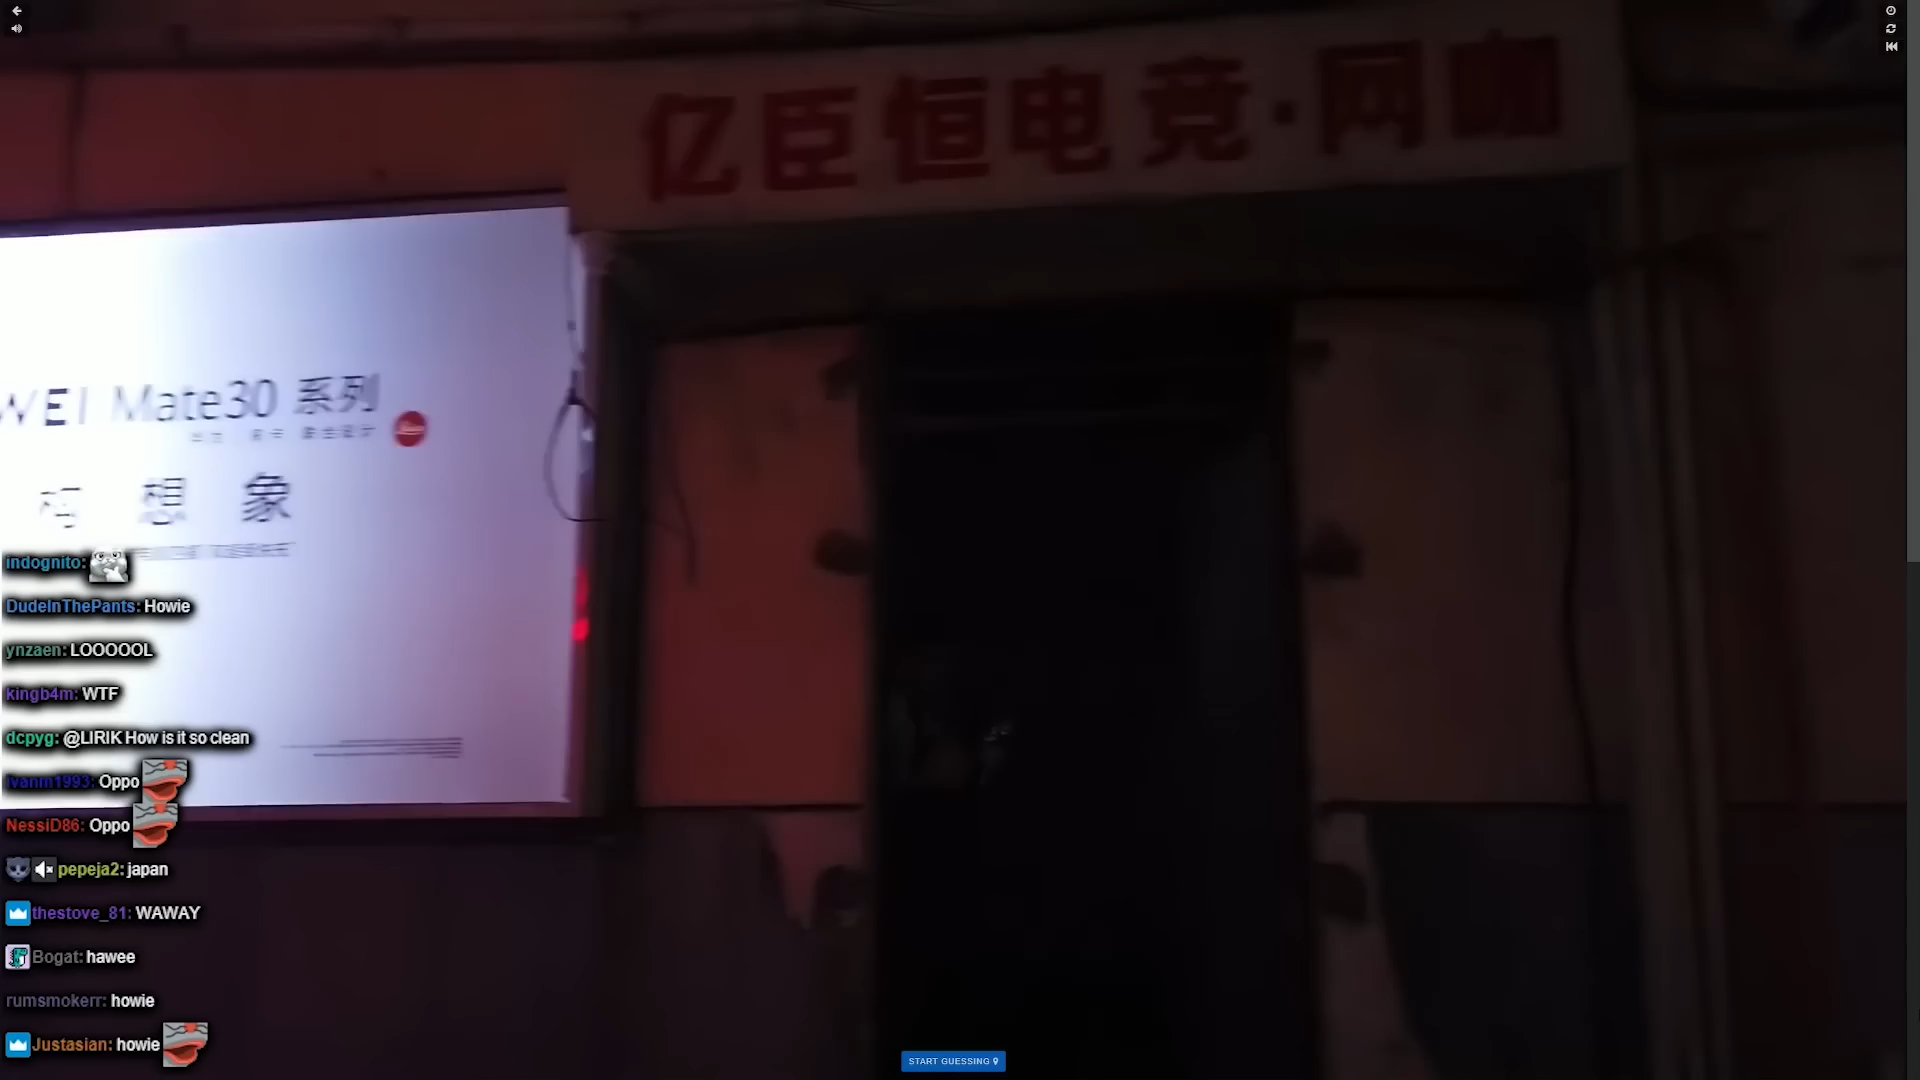 亿臣恒电竞·网咖
WEI Mate30 系列
构 想 象
indognito:
DudeInThePants: Howie
ynzaen: LOOOOOL
kingb4m: WTF
dcpyg: @LIRIK How is it so clean
ivanm1993: Oppo
NessiD86: Oppo
pepeja2: japan
thestove_81: WAWAY
Bogat: hawee
rumsmokerr: howie
Justasian: howie
START GUESSING